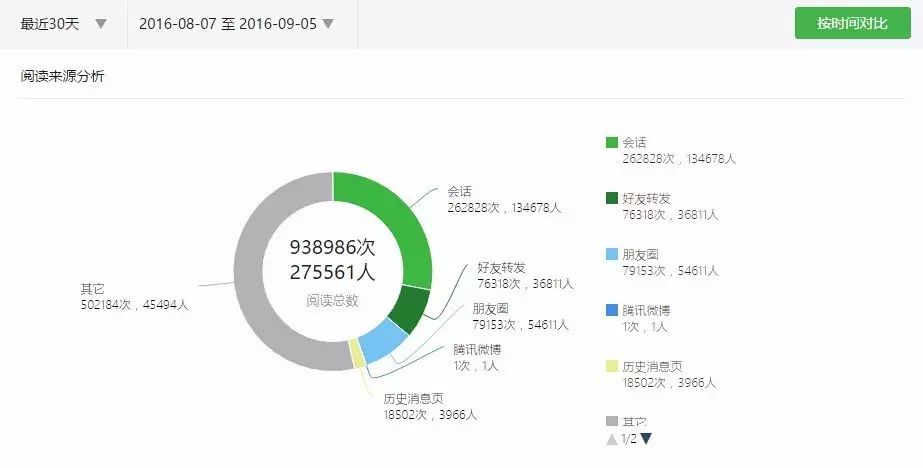 最近30天
2016-08-07 至 2016-09-05
按时间对比
阅读来源分析
938986次
275561人
阅读总数
会话
262828次，134678人
好友转发
76318次，36811人
朋友圈
79153次，54611人
腾讯微博
1次，1人
历史消息页
18502次，3966人
其它
502184次，45494人
会话
262828次，134678人
好友转发
76318次，36811人
朋友圈
79153次，54611人
腾讯微博
1次，1人
历史消息页
18502次，3966人
其它
1/2